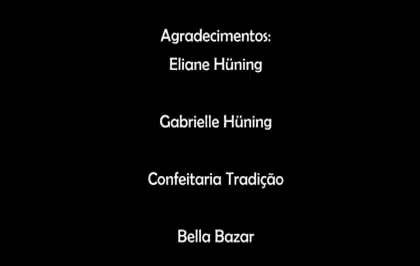 Agradecimentos:
Eliane Hüning
Gabrielle Hüning
Confeitaria Tradição
Bella Bazar